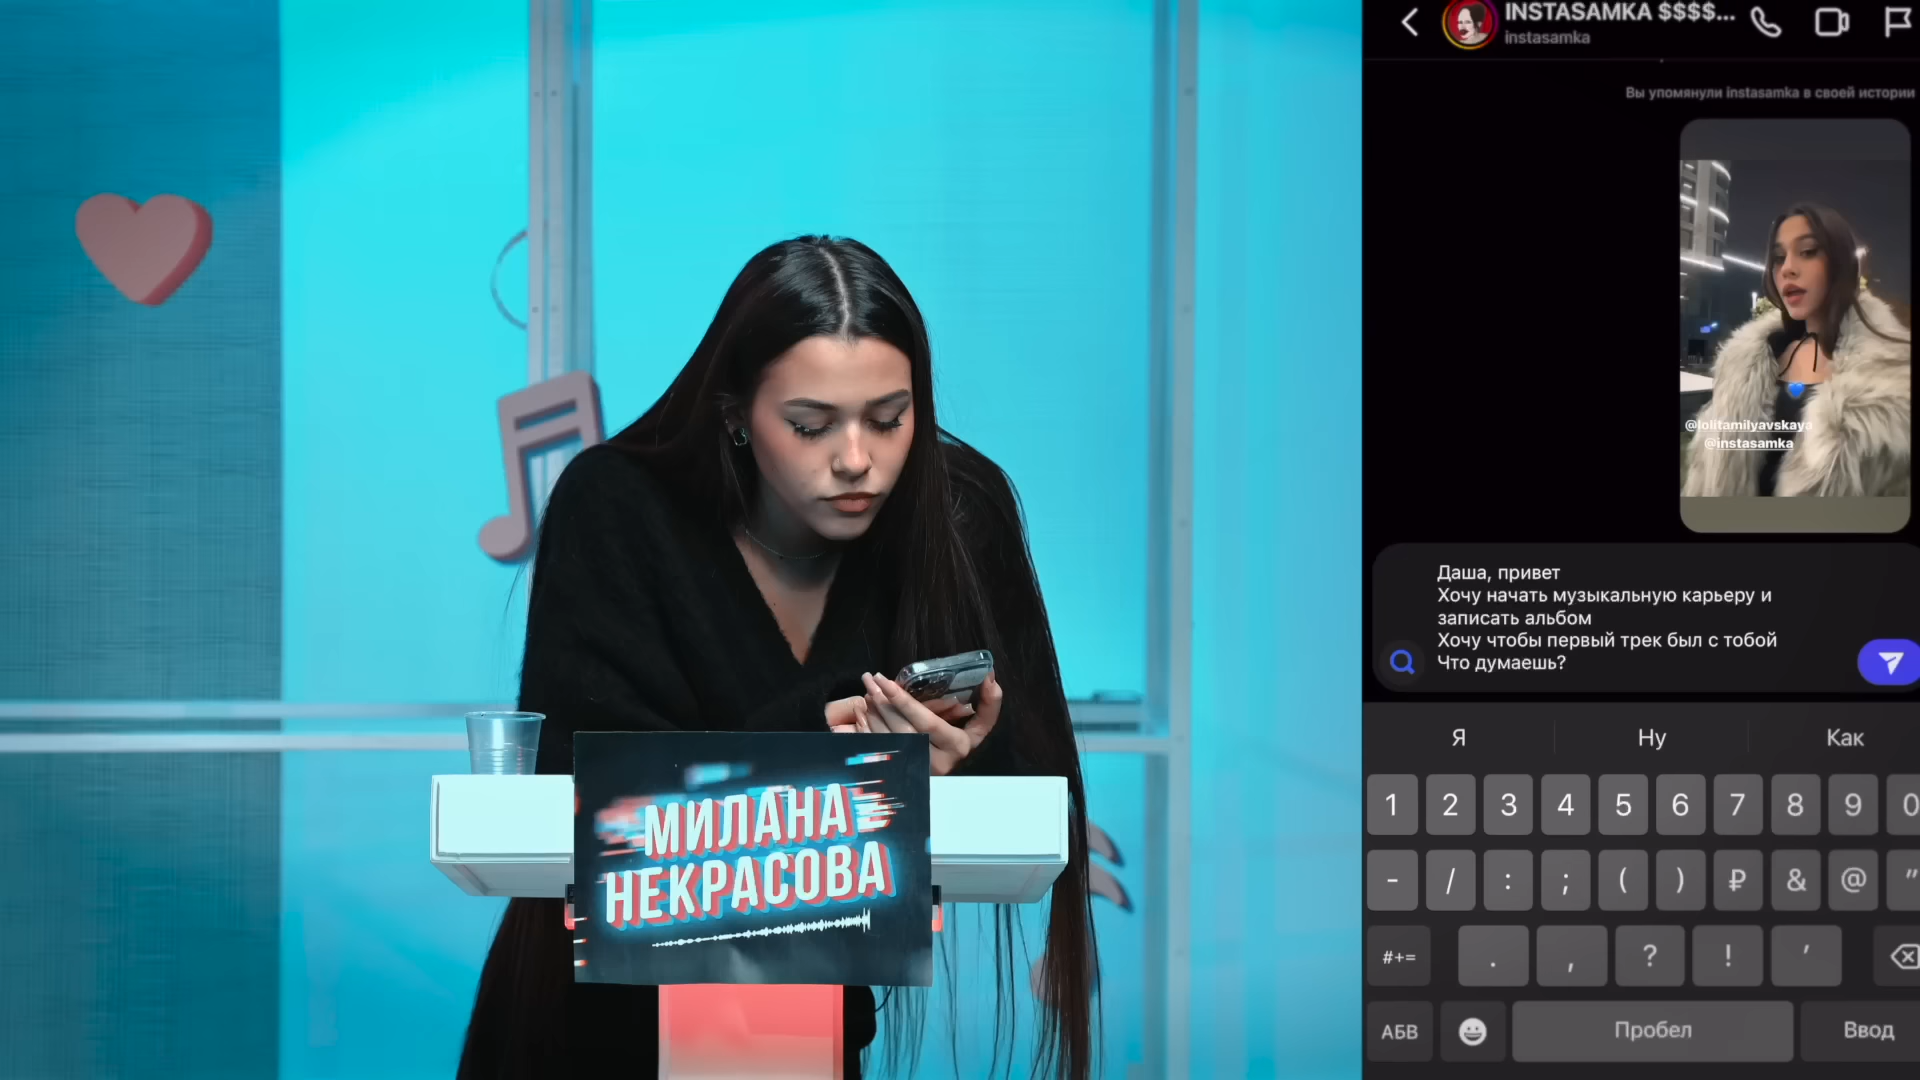 МИЛАНА
НЕКРАСОВА
INSTASAMKA $$$$...
instasamka
Вы упомянули instasamka в своей истории
@lolitamilyavskaya
@instasamka
Даша, привет
Хочу начать музыкальную карьеру и
записать альбом
Хочу чтобы первый трек был с тобой
Что думаешь?
Я Ну Как
1 2 3 4 5 6 7 8 9 0
- / : ; ( ) ₽ & @ "
#+= . , ? ! '
АБВ Пробел Ввод